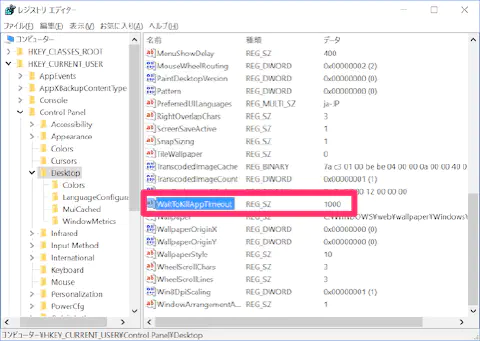 レジストリ エディター
ファイル(F) 編集(E) 表示(V) お気に入り(A) ヘルプ(H)
コンピューター
HKEY_CLASSES_ROOT
HKEY_CURRENT_USER
AppEvents
AppXBackupContentType
Console
Control Panel
Accessibility
Appearance
Colors
Cursors
Desktop
Colors
LanguageConfigura
MuiCached
WindowMetrics
Infrared
Input Method
International
Keyboard
Mouse
Personalization
PowerCfg
名前 種類 データ
MenuShowDelay REG_SZ 400
MouseWheelRouting REG_DWORD 0x00000002 (2)
PaintDesktopVersion REG_DWORD 0x00000000 (0)
Pattern REG_DWORD 0x00000000 (0)
PreferredUILanguages REG_MULTI_SZ ja-JP
RightOverlapChars REG_SZ 3
ScreenSaveActive REG_SZ 1
SnapSizing REG_SZ 1
TileWallpaper REG_SZ 0
TranscodedImageCache REG_BINARY 7a c3 01 00 be be 04 00 00 0a 00 00 40 0
TranscodedImageCount REG_DWORD 0x00000001 (1)
12 00 00 00
WaitToKillAppTimeout REG_SZ 1000
Wallpaper REG_SZ C:¥WINDOWS¥web¥wallpaper¥Windows¥
WallpaperOriginX REG_DWORD 0x00000000 (0)
WallpaperOriginY REG_DWORD 0x00000000 (0)
WallpaperStyle REG_SZ 10
WheelScrollChars REG_SZ 3
WheelScrollLines REG_SZ 3
Win8DpiScaling REG_DWORD 0x00000001 (1)
WindowArrangementA... REG_SZ 1
コンピューター¥HKEY_CURRENT_USER¥Control Panel¥Desktop